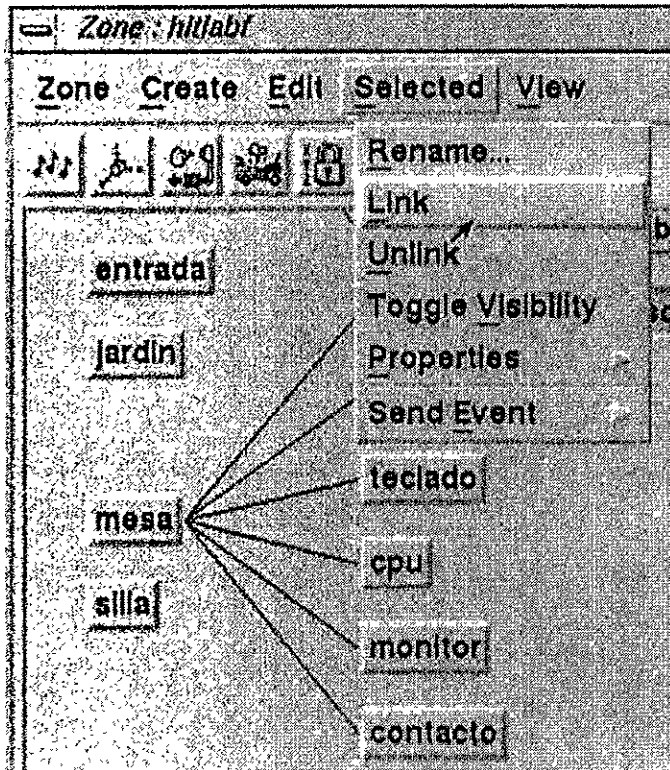 Zone : hitlabf
Zone Create Edit Selected View
Rename...
Link
Unlink
Toggle Visibility
Properties
Send Event
entrada
jardin
mesa
silla
teclado
cpu
monitor
contacto